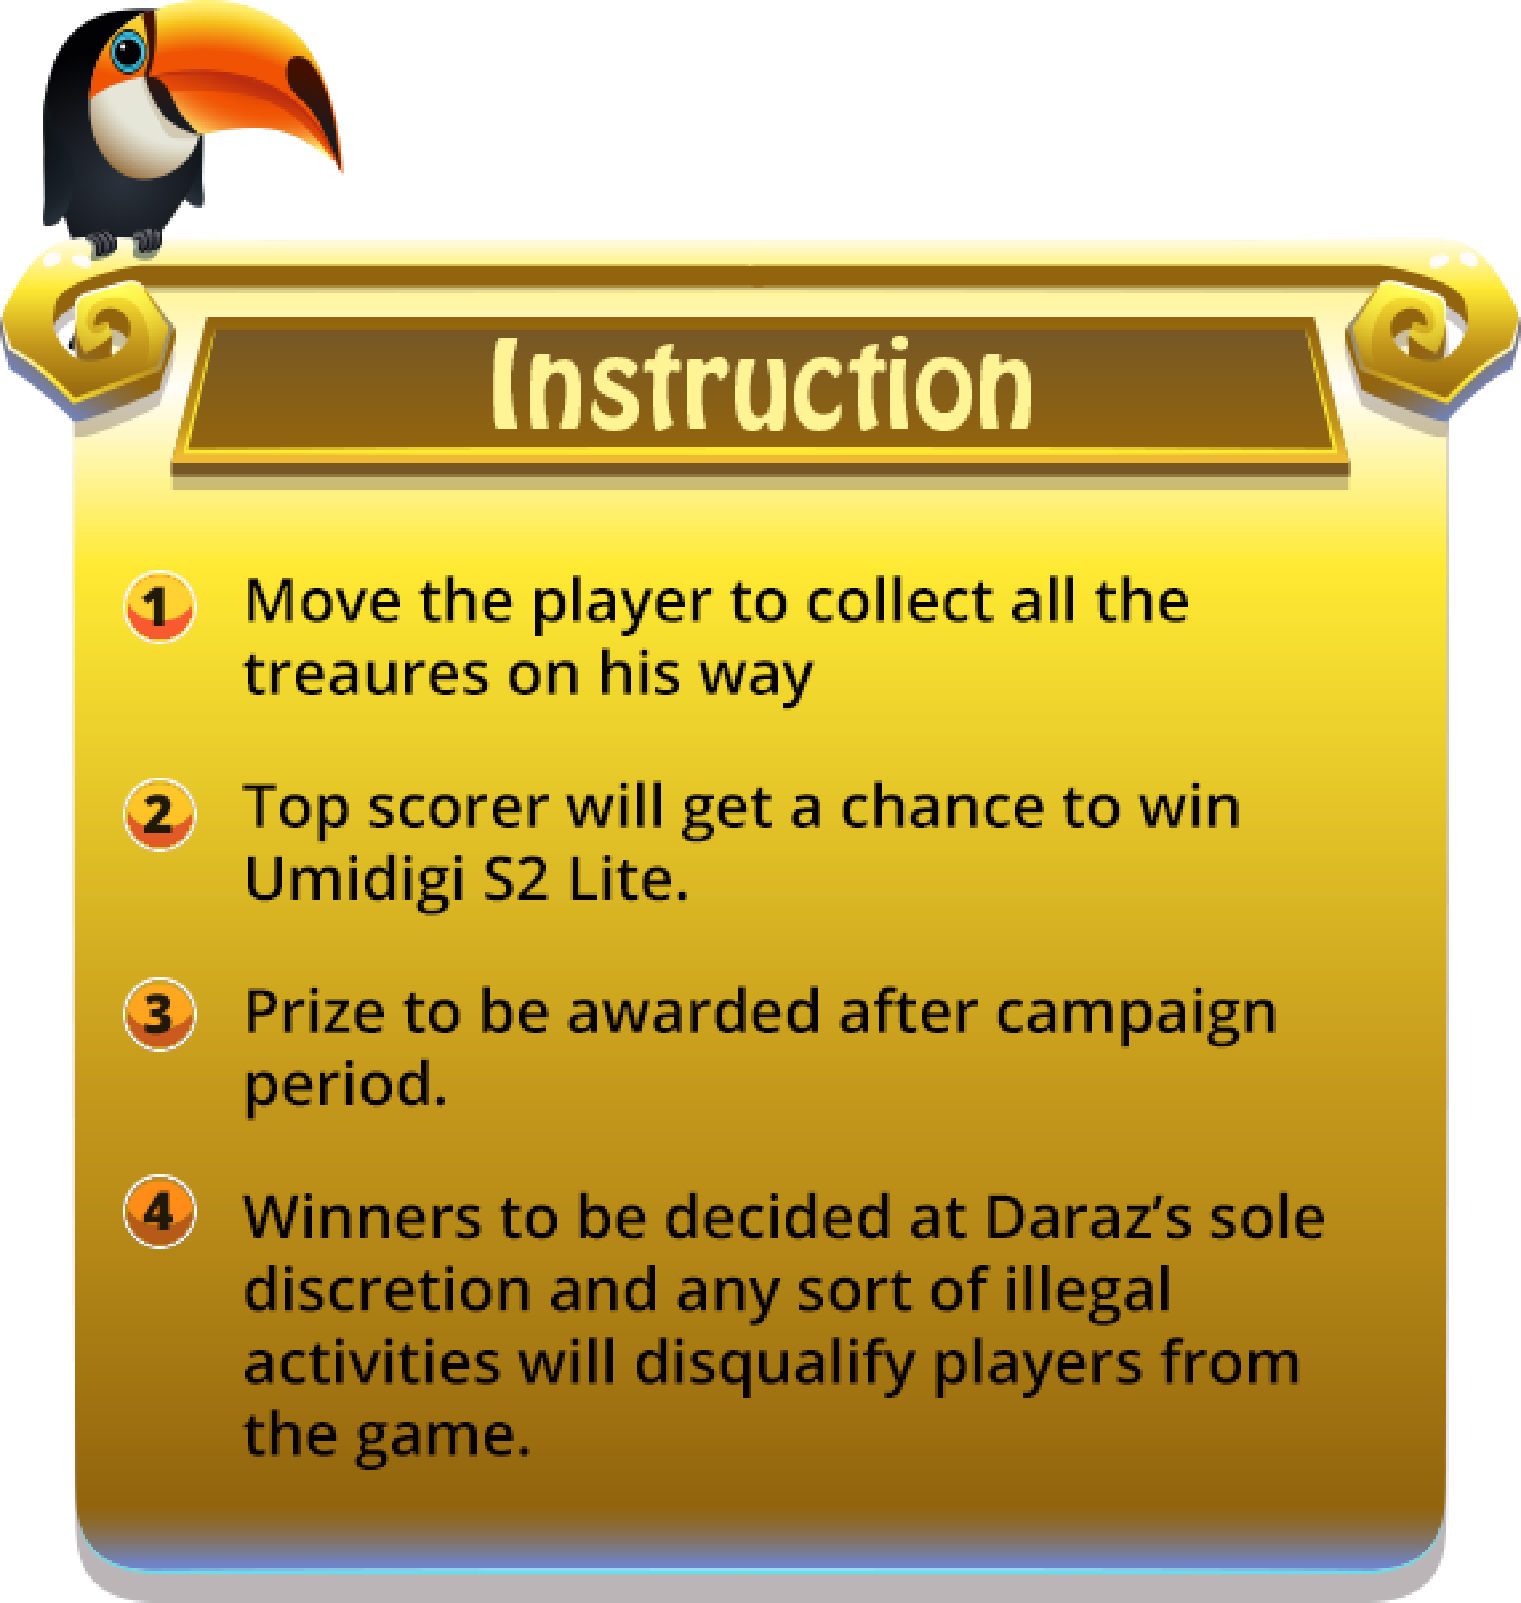 Instruction
1 Move the player to collect all the
treaures on his way
2 Top scorer will get a chance to win
Umidigi S2 Lite.
3 Prize to be awarded after campaign
period.
4 Winners to be decided at Daraz’s sole
discretion and any sort of illegal
activities will disqualify players from
the game.